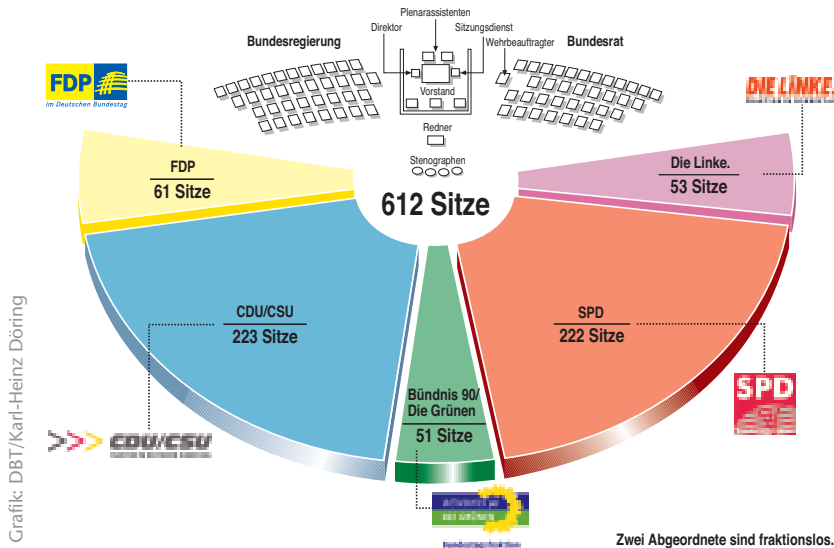 Plenarassistenten
Direktor
Sitzungsdienst
Bundesregierung
Wehrbeauftragter
Bundesrat
FDP
im Deutschen Bundestag
Vorstand
DIE LINKE.
Redner
Stenographen
FDP
61 Sitze
Die Linke.
53 Sitze
612 Sitze
CDU/CSU
223 Sitze
SPD
222 Sitze
Bündnis 90/
Die Grünen
51 Sitze
SPD
CDU/CSU
Grafik: DBT/Karl-Heinz Döring
Zwei Abgeordnete sind fraktionslos.